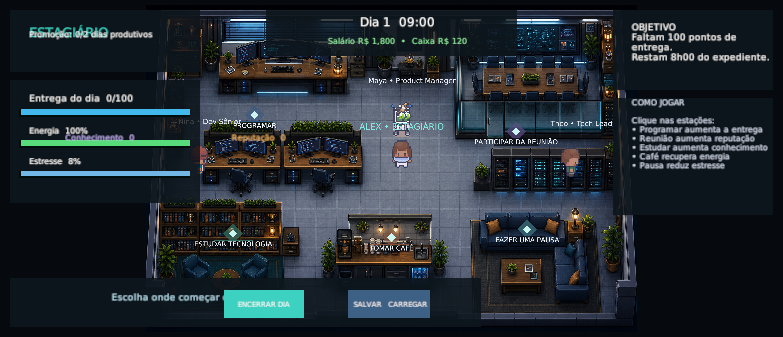 ESTAGIÁRIO
Promoção: 0/2 dias produtivos
Dia 1 09:00
Salário R$ 1,800 • Caixa R$ 120
OBJETIVO
Faltam 100 pontos de
entrega.
Restam 8h00 do expediente.
Maya • Product Manager
Entrega do dia 0/100
Energia 100%
Conhecimento 0
Reputação 0
Estresse 8%
Dev Sênior
PROGRAMAR
ALEX • ESTAGIÁRIO
Theo • Tech Lead
PARTICIPAR DA REUNIÃO
COMO JOGAR
Clique nas estações:
• Programar aumenta a entrega
• Reunião aumenta reputação
• Estudar aumenta conhecimento
• Café recupera energia
• Pausa reduz estresse
ESTUDAR TECNOLOGIA
TOMAR CAFÉ
FAZER UMA PAUSA
Escolha onde começar
ENCERRAR DIA
SALVAR CARREGAR